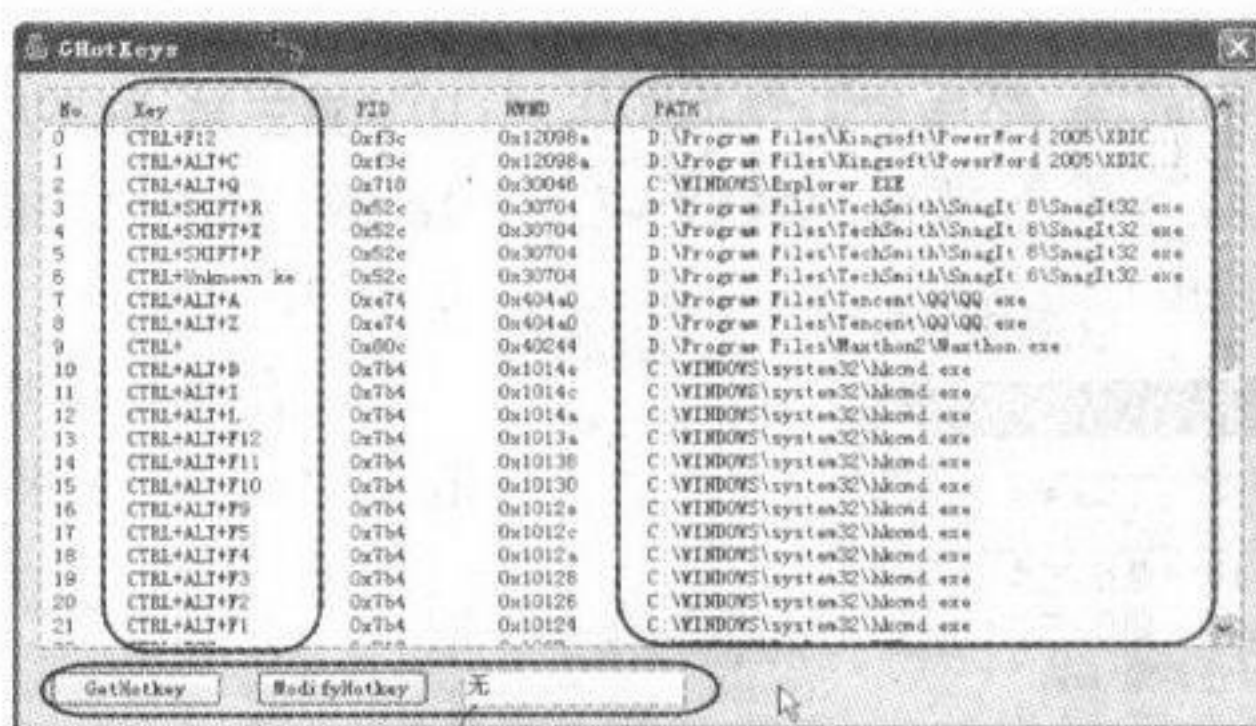 GHotKeys
No Key PID HWND PATH
0 CTRL+F12 0xf3c 0x12098a D:\Program Files\Kingsoft\PowerWord 2005\XDIC...
1 CTRL+ALT+C 0xf3c 0x12098a D:\Program Files\Kingsoft\PowerWord 2005\XDIC...
2 CTRL+ALT+Q 0x718 0x30046 C:\WINDOWS\Explorer.EXE
3 CTRL+SHIFT+R 0x52c 0x30704 D:\Program Files\TechSmith\SnagIt 8\SnagIt32.exe
4 CTRL+SHIFT+I 0x52c 0x30704 D:\Program Files\TechSmith\SnagIt 8\SnagIt32.exe
5 CTRL+SHIFT+P 0x52c 0x30704 D:\Program Files\TechSmith\SnagIt 8\SnagIt32.exe
6 CTRL+Unknown ke... 0x52c 0x30704 D:\Program Files\TechSmith\SnagIt 8\SnagIt32.exe
7 CTRL+ALT+A 0xe74 0x404a0 D:\Program Files\Tencent\QQ\QQ.exe
8 CTRL+ALT+Z 0xe74 0x404a0 D:\Program Files\Tencent\QQ\QQ.exe
9 CTRL+ 0x80c 0x40244 D:\Program Files\Maxthon2\Maxthon.exe
10 CTRL+ALT+D 0x7b4 0x1014e C:\WINDOWS\system32\hkcmd.exe
11 CTRL+ALT+I 0x7b4 0x1014c C:\WINDOWS\system32\hkcmd.exe
12 CTRL+ALT+L 0x7b4 0x1014a C:\WINDOWS\system32\hkcmd.exe
13 CTRL+ALT+F12 0x7b4 0x1013a C:\WINDOWS\system32\hkcmd.exe
14 CTRL+ALT+F11 0x7b4 0x10138 C:\WINDOWS\system32\hkcmd.exe
15 CTRL+ALT+F10 0x7b4 0x10130 C:\WINDOWS\system32\hkcmd.exe
16 CTRL+ALT+F9 0x7b4 0x1012e C:\WINDOWS\system32\hkcmd.exe
17 CTRL+ALT+F5 0x7b4 0x1012c C:\WINDOWS\system32\hkcmd.exe
18 CTRL+ALT+F4 0x7b4 0x1012a C:\WINDOWS\system32\hkcmd.exe
19 CTRL+ALT+F3 0x7b4 0x10128 C:\WINDOWS\system32\hkcmd.exe
20 CTRL+ALT+F2 0x7b4 0x10126 C:\WINDOWS\system32\hkcmd.exe
21 CTRL+ALT+F1 0x7b4 0x10124 C:\WINDOWS\system32\hkcmd.exe
GetHotkey ModifyHotkey 无